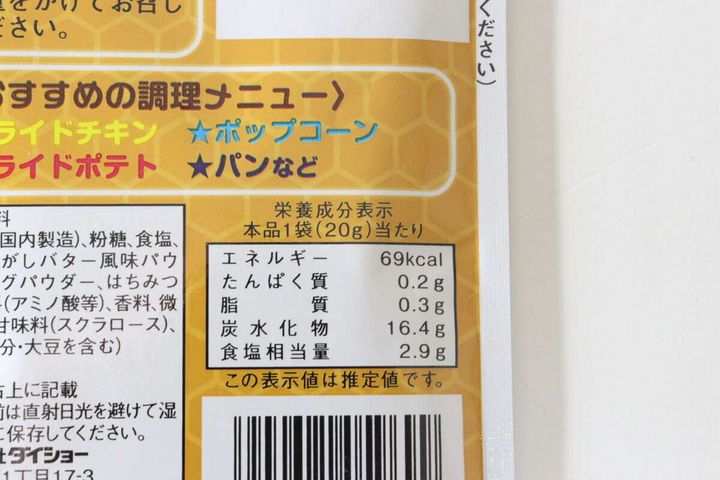 量をかけてお召し
ださい。
ください)
おすすめの調理メニュー〉
ライドチキン ★ポップコーン
ライドポテト ★パンなど
料
国内製造)、粉糖、食塩、
がしバター風味パウ
グパウダー、はちみつ
(アミノ酸等)、香料、微
甘味料(スクラロース)、
分・大豆を含む)
栄養成分表示
本品1袋(20g)当たり
エネルギー 69kcal
たんぱく質 0.2g
脂質 0.3g
炭水化物 16.4g
食塩相当量 2.9g
この表示値は推定値です。
右上に記載
前は直射日光を避けて湿
に保存してください。
社ダイショー
1丁目17-3